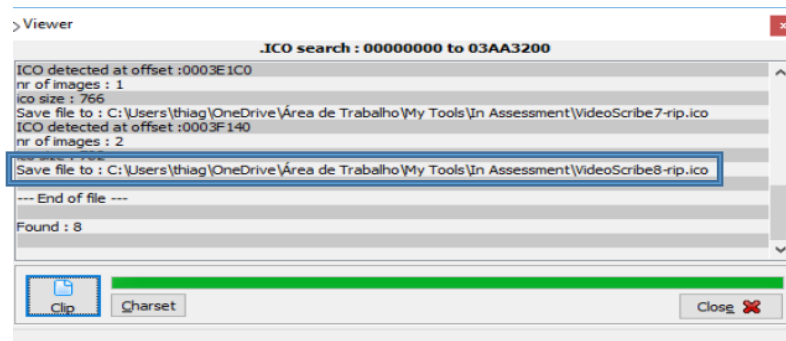 Viewer
.ICO search : 00000000 to 03AA3200
ICO detected at offset :0003E1C0
nr of images : 1
ico size : 766
Save file to : C:\Users\thiag\OneDrive\Área de Trabalho\My Tools\In Assessment\VideoScribe7-rip.ico
ICO detected at offset :0003F140
nr of images : 2
Save file to : C:\Users\thiag\OneDrive\Área de Trabalho\My Tools\In Assessment\VideoScribe8-rip.ico
--- End of file ---
Found : 8
Clip
Charset
Close